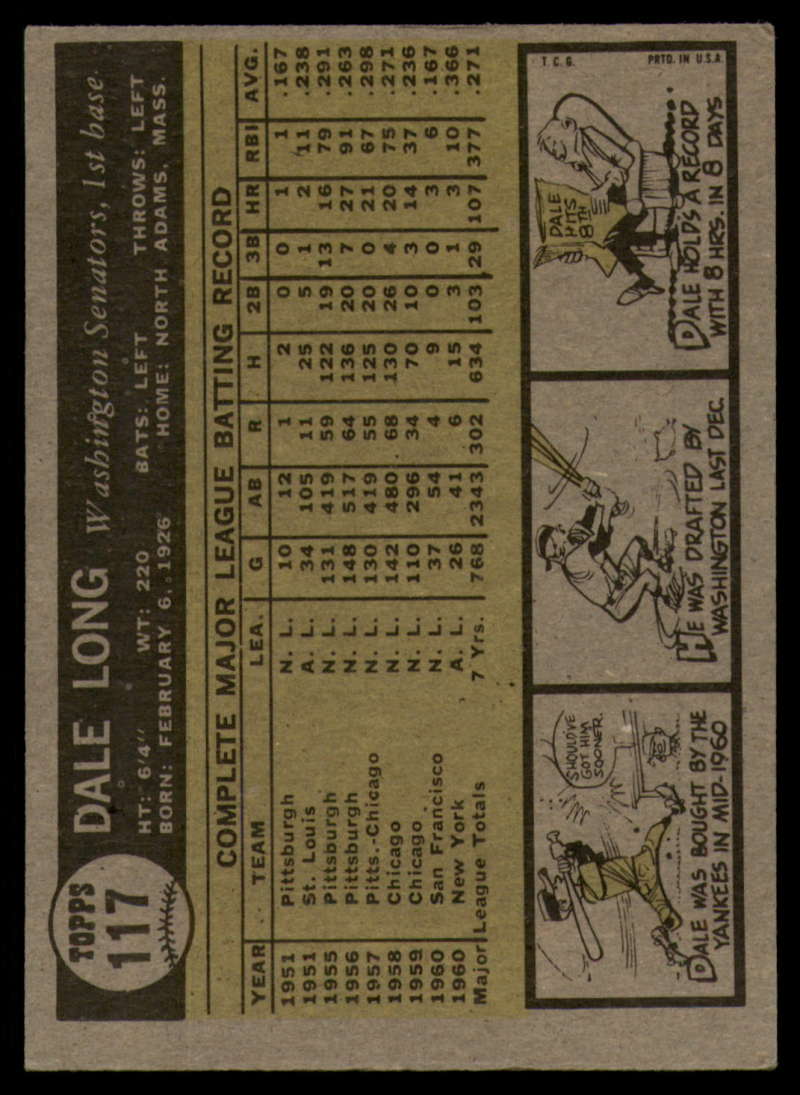 TOPPS
117
DALE LONG Washington Senators, 1st base
HT: 6'4" WT: 220 BATS: LEFT THROWS: LEFT
BORN: FEBRUARY 6, 1926 HOME: NORTH ADAMS, MASS.
COMPLETE MAJOR LEAGUE BATTING RECORD
YEAR TEAM LEA. G AB R H 2B 3B HR RBI AVG.
1951 Pittsburgh N. L. 10 12 1 2 0 0 1 1 .167
1951 St. Louis A. L. 34 105 11 25 5 1 2 11 .238
1955 Pittsburgh N. L. 131 419 59 122 19 13 16 79 .291
1956 Pittsburgh N. L. 148 517 64 136 20 7 27 91 .263
1957 Pitts.-Chicago N. L. 130 419 55 125 20 0 21 67 .298
1958 Chicago N. L. 142 480 68 130 26 4 20 75 .271
1959 Chicago N. L. 110 296 34 70 10 3 14 37 .236
1960 San Francisco N. L. 37 54 4 9 0 0 3 6 .167
1960 New York A. L. 26 41 6 15 3 1 3 10 .366
Major League Totals 7 Yrs. 768 2343 302 634 103 29 107 377 .271
SHOULD'VE
GOT HIM
SOONER.
DALE WAS BOUGHT BY THE
YANKEES IN MID-1960
HE WAS DRAFTED BY
WASHINGTON LAST DEC.
T.C.G. PRTD. IN U.S.A.
DALE
HITS
8TH
DALE HOLDS A RECORD
WITH 8 HRS. IN 8 DAYS